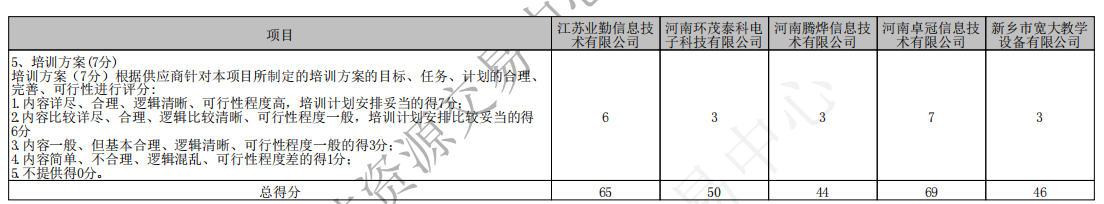 项目
江苏业勤信息技
术有限公司
河南环茂泰科电
子科技有限公司
河南腾烨信息技
术有限公司
河南卓冠信息技
术有限公司
新乡市宽大教学
设备有限公司
5、培训方案(7分)
培训方案（7分）根据供应商针对本项目所制定的培训方案的目标、任务、计划的合理、
完善、可行性进行评分:
1.内容详尽、合理、逻辑清晰、可行性程度高，培训计划安排妥当的得7分；
2.内容比较详尽、合理、逻辑比较清晰、可行性程度一般，培训计划安排比较妥当的得
6分
3.内容一般、但基本合理、逻辑清晰、可行性程度一般的得3分；
4.内容简单、不合理、逻辑混乱、可行性程度差的得1分；
5.不提供得0分。
6
3
3
7
3
总得分
65
50
44
69
46
资源交易
易中心